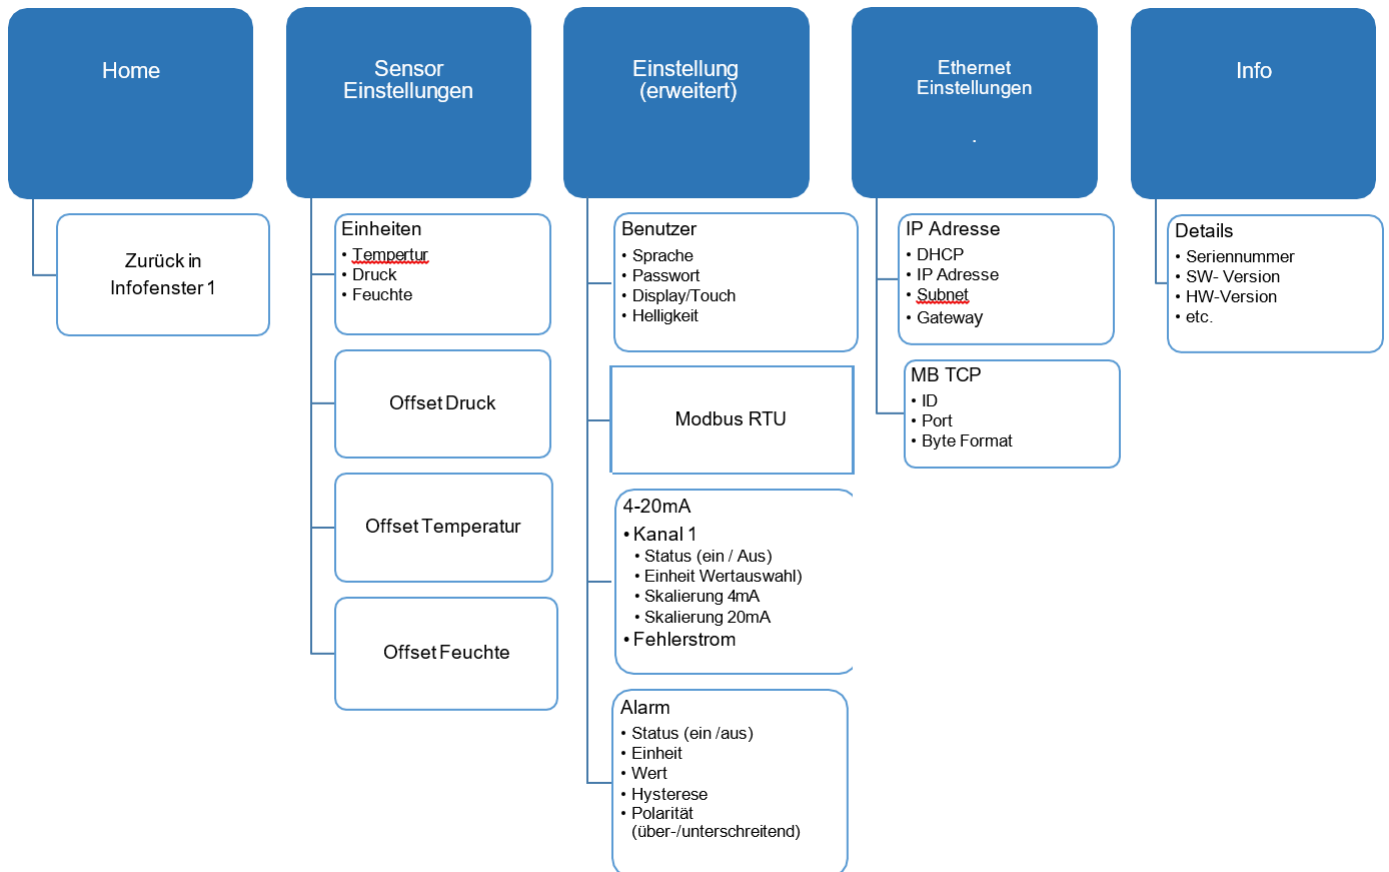 Home
Zurück in
Infofenster 1
Sensor
Einstellungen
Einheiten
• Tempertur
• Druck
• Feuchte
Offset Druck
Offset Temperatur
Offset Feuchte
Einstellung
(erweitert)
Benutzer
• Sprache
• Passwort
• Display/Touch
• Helligkeit
Modbus RTU
4-20mA
• Kanal 1
• Status (ein / Aus)
• Einheit Wertauswahl)
• Skalierung 4mA
• Skalierung 20mA
• Fehlerstrom
Alarm
• Status (ein /aus)
• Einheit
• Wert
• Hysterese
• Polarität
(über-/unterschreitend)
Ethernet
Einstellungen
.
IP Adresse
• DHCP
• IP Adresse
• Subnet
• Gateway
MB TCP
• ID
• Port
• Byte Format
Info
Details
• Seriennummer
• SW- Version
• HW-Version
• etc.